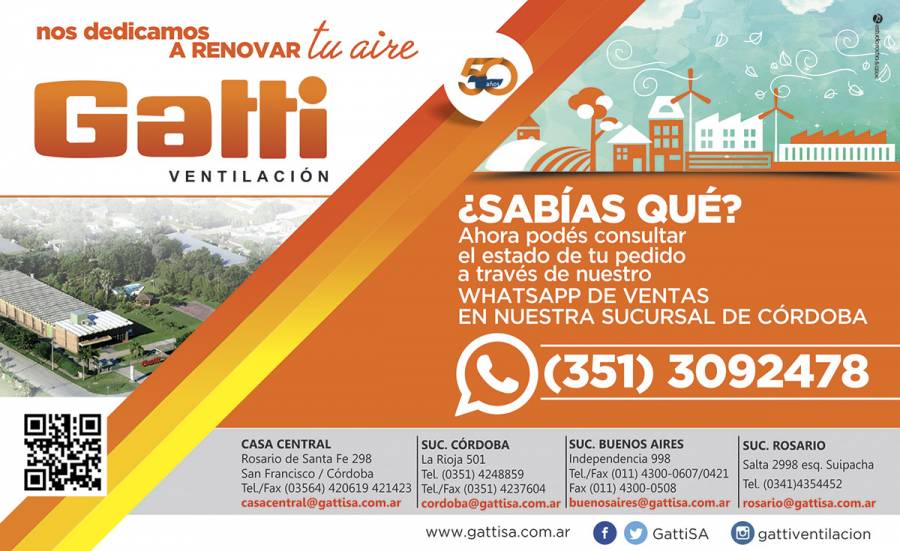 nos dedicamos
A RENOVAR tu aire
Gatti
VENTILACIÓN
50
años
¿SABÍAS QUÉ?
Ahora podés consultar
el estado de tu pedido
a través de nuestro
WHATSAPP DE VENTAS
EN NUESTRA SUCURSAL DE CÓRDOBA
(351) 3092478
CASA CENTRAL
Rosario de Santa Fe 298
San Francisco / Córdoba
Tel./Fax (03564) 420619 421423
casacentral@gattisa.com.ar
SUC. CÓRDOBA
La Rioja 501
Tel. (0351) 4248859
Tel./Fax (0351) 4237604
cordoba@gattisa.com.ar
SUC. BUENOS AIRES
Independencia 998
Tel./Fax (011) 4300-0607/0421
Fax (011) 4300-0508
buenosaires@gattisa.com.ar
SUC. ROSARIO
Salta 2998 esq. Suipacha
Tel. (0341)4354452
rosario@gattisa.com.ar
www.gattisa.com.ar
GattiSA
gattiventilacion